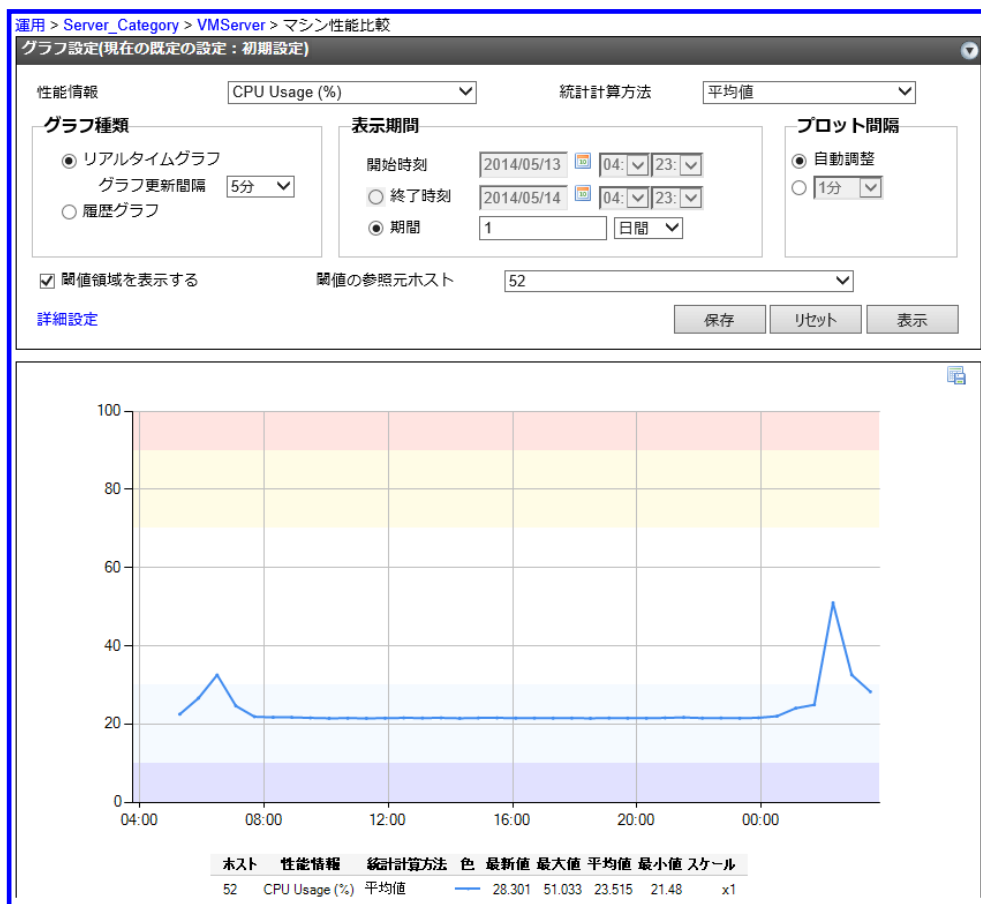 運用 > Server_Category > VMServer > マシン性能比較
グラフ設定(現在の既定の設定：初期設定)
性能情報 CPU Usage (%) 統計計算方法 平均値
グラフ種類 表示期間 プロット間隔
リアルタイムグラフ 開始時刻 2014/05/13 04: 23: 自動調整
グラフ更新間隔 5分 終了時刻 2014/05/14 04: 23: 1分
履歴グラフ 期間 1 日間
閾値領域を表示する 閾値の参照元ホスト 52
詳細設定 保存 リセット 表示
100
80
60
40
20
0
04:00 08:00 12:00 16:00 20:00 00:00
ホスト 性能情報 統計計算方法 色 最新値 最大値 平均値 最小値 スケール
52 CPU Usage (%) 平均値 28.301 51.033 23.515 21.48 x1